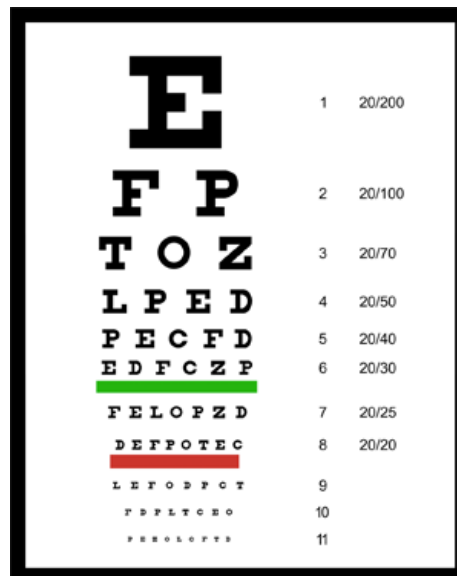 E 1 20/200
F P 2 20/100
T O Z 3 20/70
L P E D 4 20/50
P E C F D 5 20/40
E D F C Z P 6 20/30
F E L O P Z D 7 20/25
D E F P O T E C 8 20/20
L E F O D P C T 9
F D P L T C E O 10
11